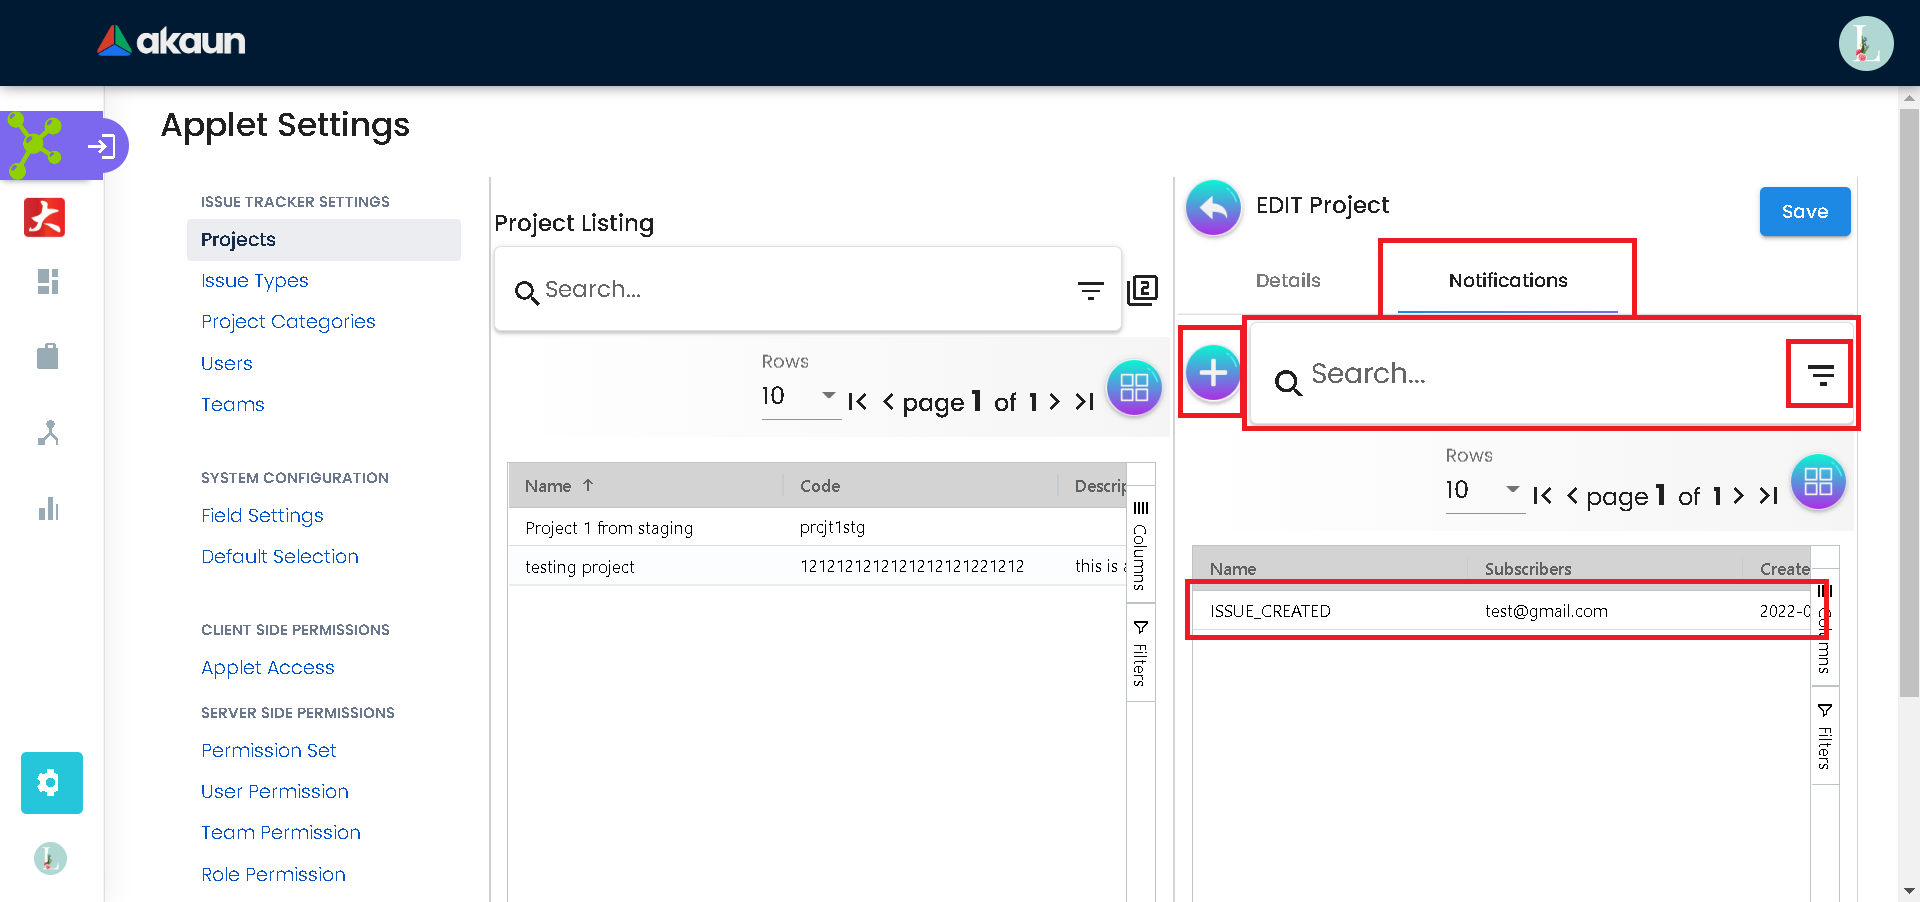 akaun
Applet Settings
ISSUE TRACKER SETTINGS
Projects
Issue Types
Project Categories
Users
Teams
SYSTEM CONFIGURATION
Field Settings
Default Selection
CLIENT SIDE PERMISSIONS
Applet Access
SERVER SIDE PERMISSIONS
Permission Set
User Permission
Team Permission
Role Permission
Project Listing
Search...
2
Rows
10
page 1 of 1
Name Code Descrip
Project 1 from staging prcjt1stg
testing project 1212121212121212121221212 this is a
Columns
Filters
EDIT Project
Save
Details Notifications
Search...
Rows
10
page 1 of 1
Name Subscribers Create
ISSUE_CREATED test@gmail.com 2022-0
Columns
Filters